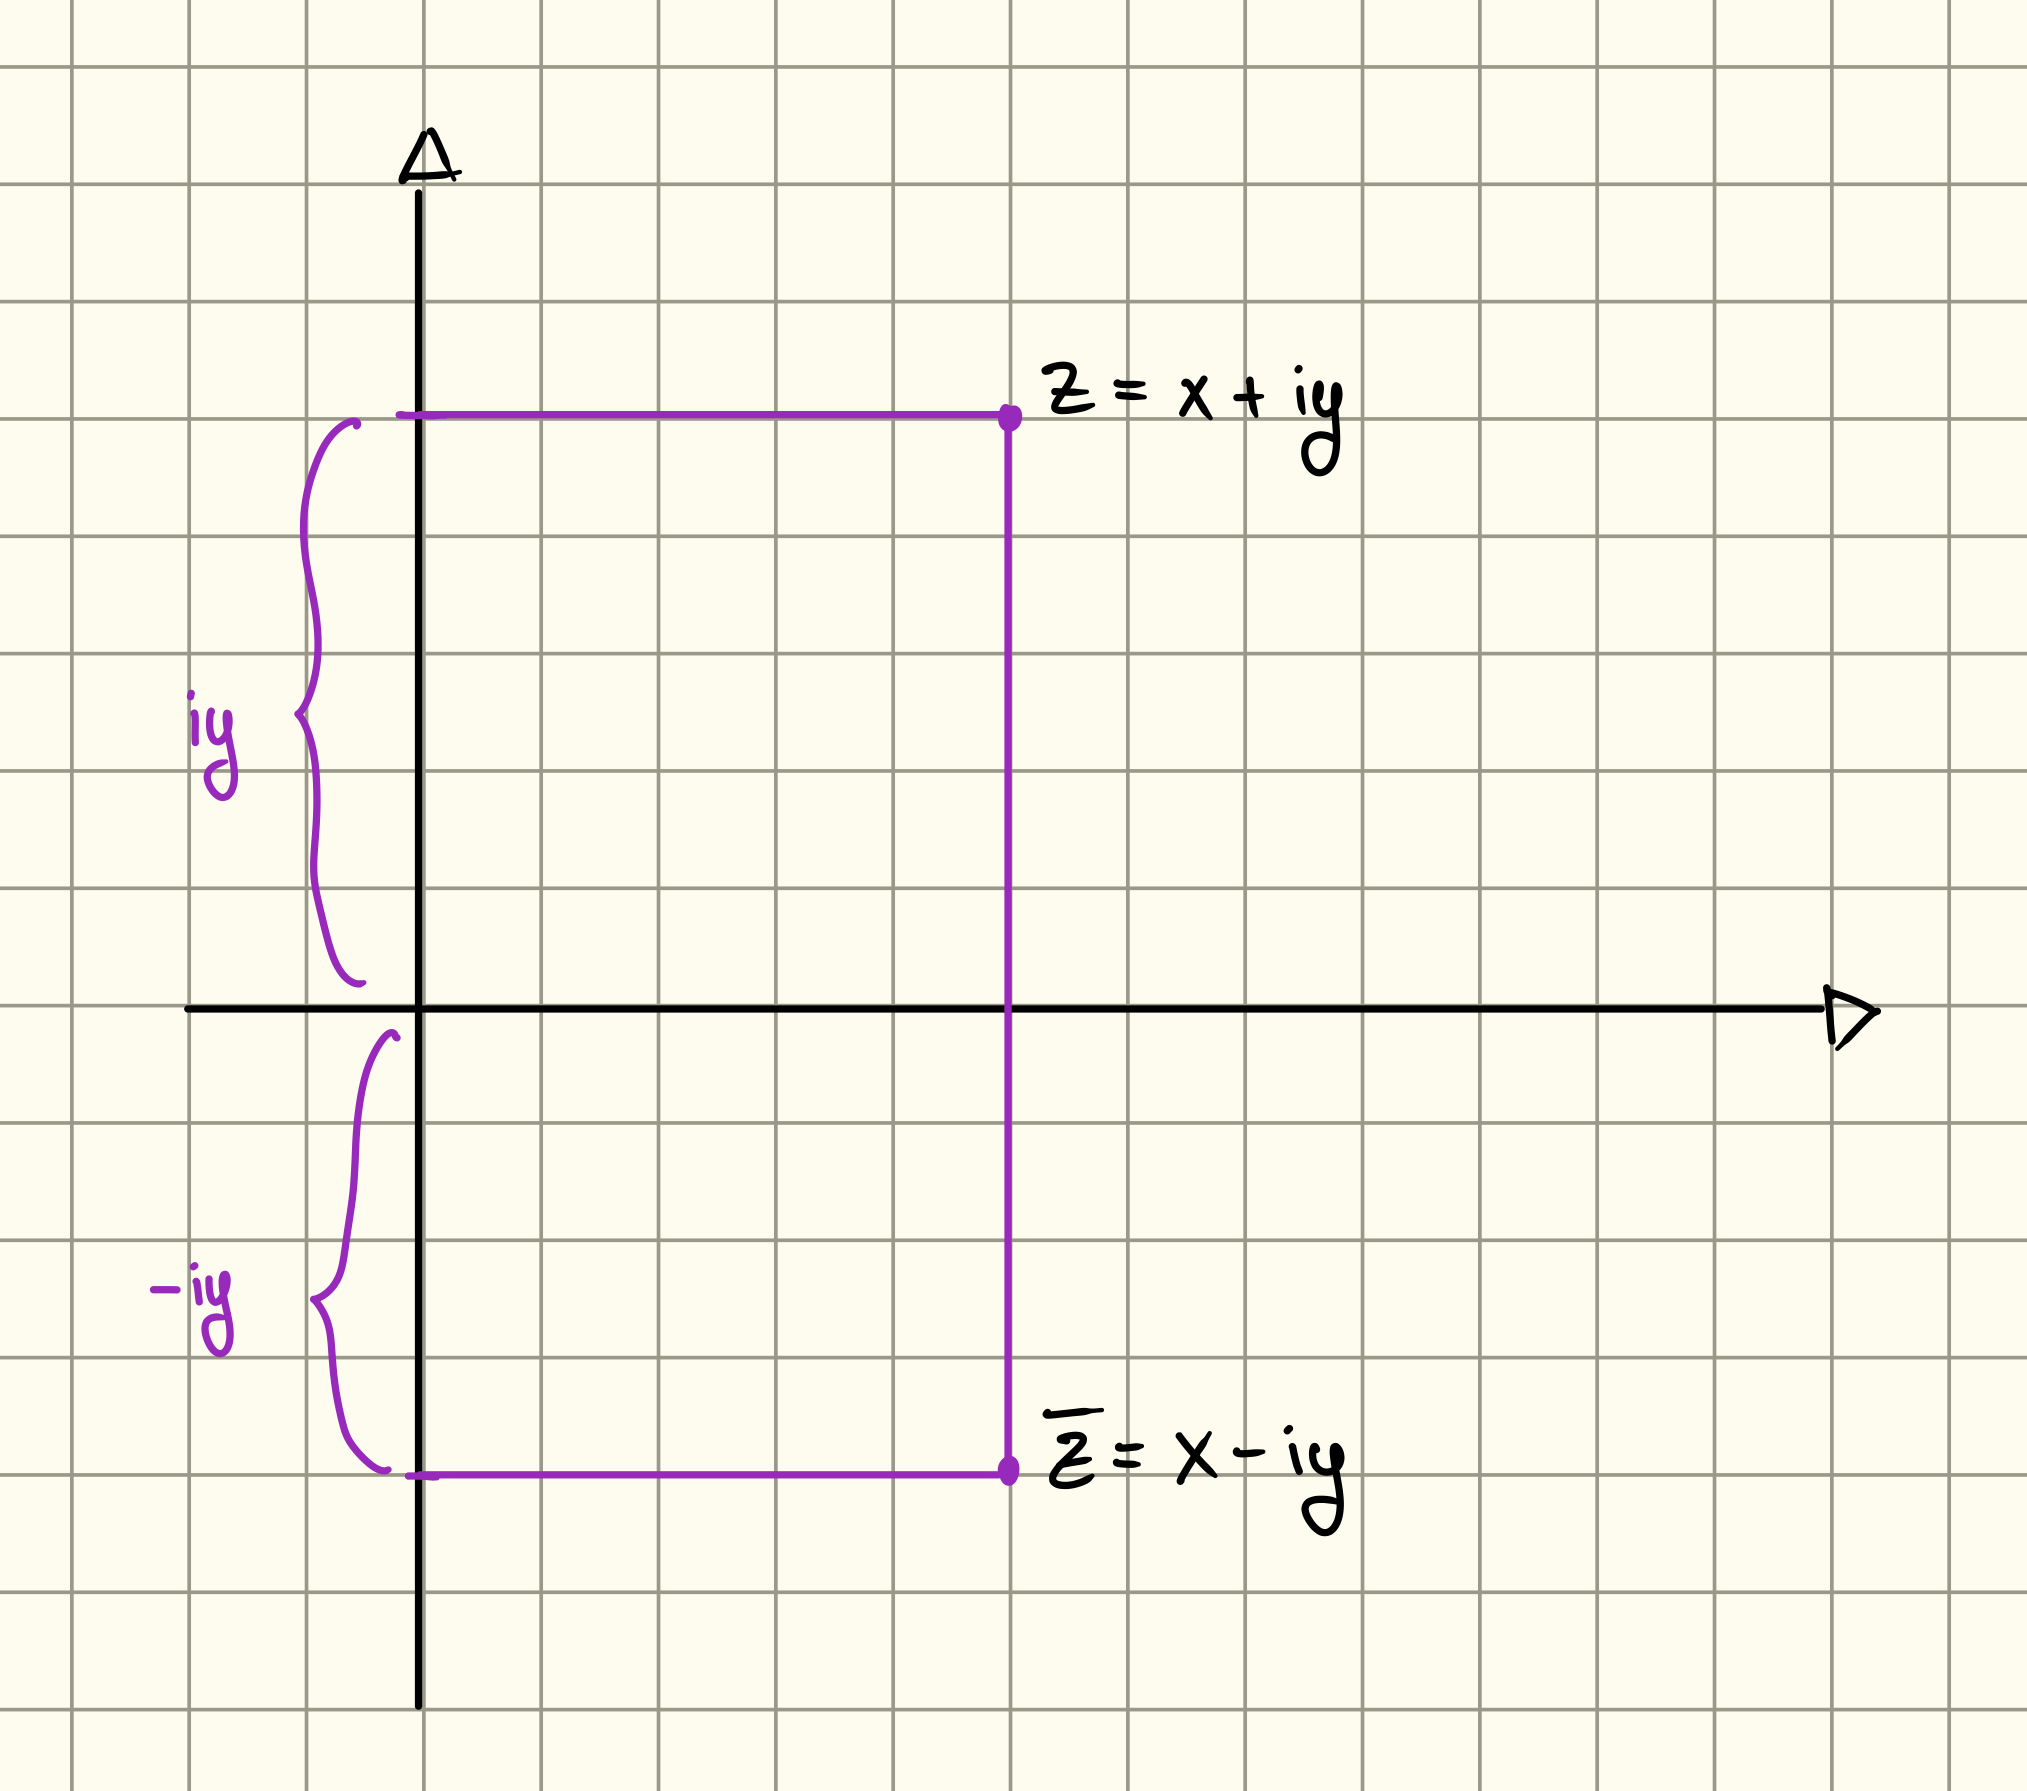 z = x + iy
iy
-iy
z̅ = x - iy